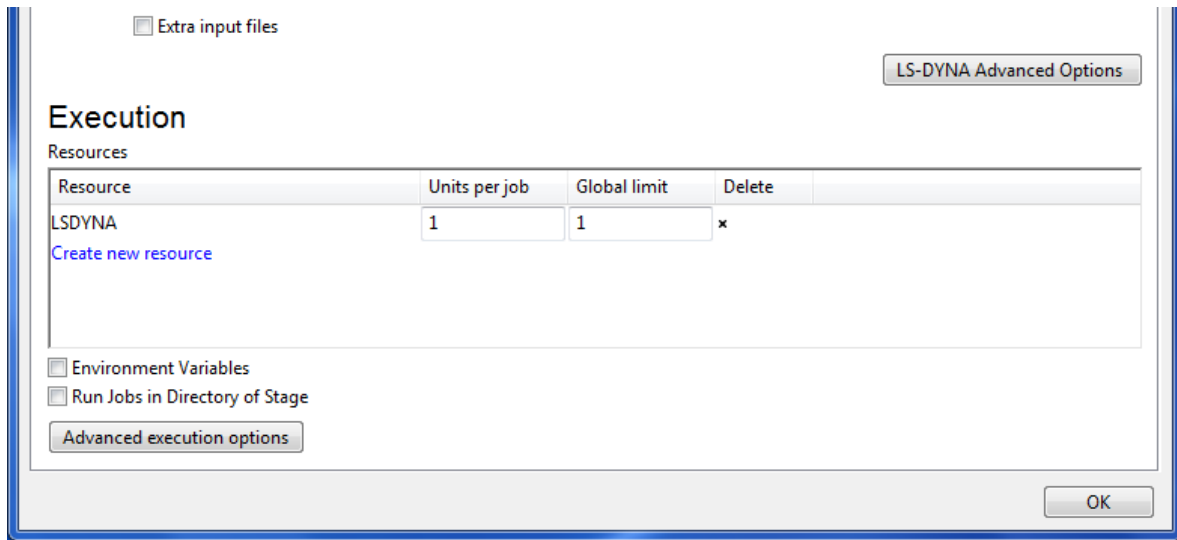 Extra input files
LS-DYNA Advanced Options
Execution
Resources
Resource Units per job Global limit Delete
LSDYNA 1 1 ×
Create new resource
Environment Variables
Run Jobs in Directory of Stage
Advanced execution options
OK